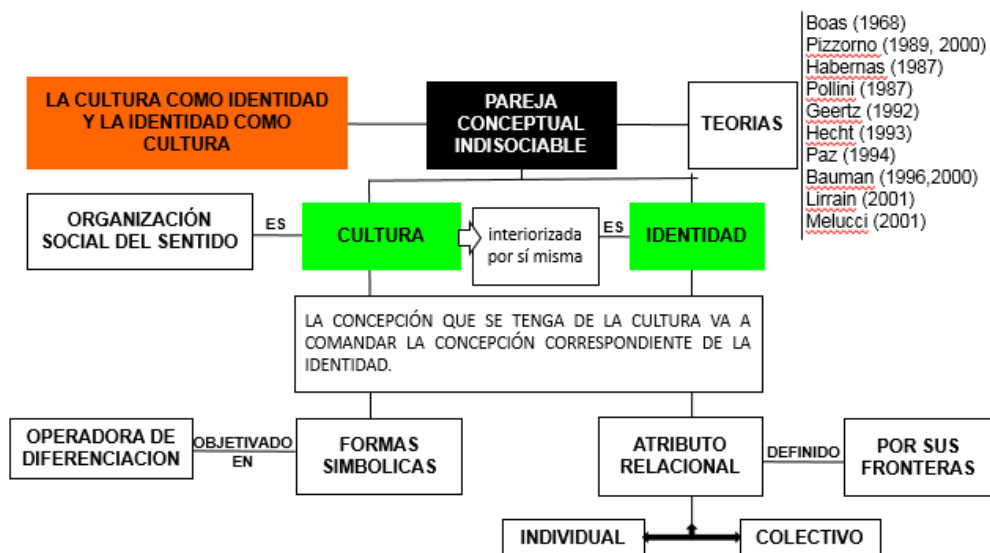 Boas (1968)
Pizzorno (1989, 2000)
Habernas (1987)
Pollini (1987)
Geertz (1992)
Hecht (1993)
Paz (1994)
Bauman (1996,2000)
Lirrain (2001)
Melucci (2001)
LA CULTURA COMO IDENTIDAD
Y LA IDENTIDAD COMO
CULTURA
PAREJA
CONCEPTUAL
INDISOCIABLE
TEORIAS
ORGANIZACIÓN
SOCIAL DEL SENTIDO
ES
CULTURA
interiorizada
por sí misma
ES
IDENTIDAD
LA CONCEPCIÓN QUE SE TENGA DE LA CULTURA VA A
COMANDAR LA CONCEPCIÓN CORRESPONDIENTE DE LA
IDENTIDAD.
OPERADORA DE
DIFERENCIACION
OBJETIVADO
EN
FORMAS
SIMBOLICAS
ATRIBUTO
RELACIONAL
DEFINIDO
POR SUS
FRONTERAS
INDIVIDUAL
COLECTIVO